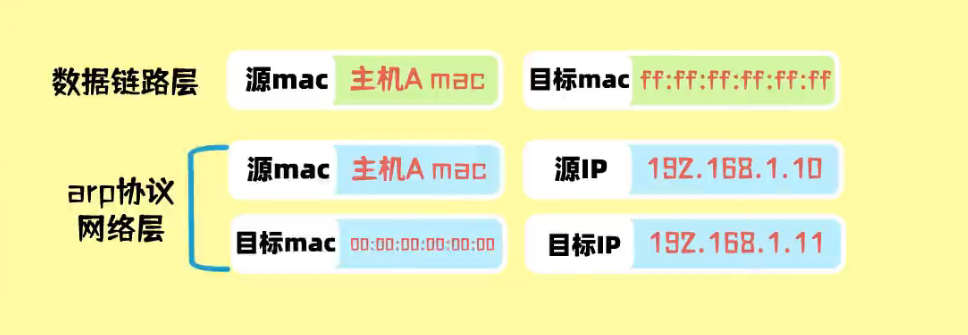 数据链路层 源mac 主机A mac 目标mac ff:ff:ff:ff:ff:ff
源mac 主机A mac 源IP 192.168.1.10
arp协议
网络层
目标mac 00:00:00:00:00:00 目标IP 192.168.1.11